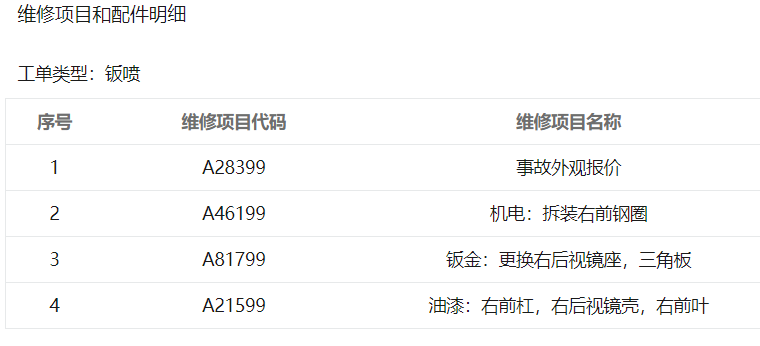 维修项目和配件明细
工单类型：钣喷
序号 维修项目代码 维修项目名称
1 A28399 事故外观报价
2 A46199 机电：拆装右前钢圈
3 A81799 钣金：更换右后视镜座，三角板
4 A21599 油漆：右前杠，右后视镜壳，右前叶